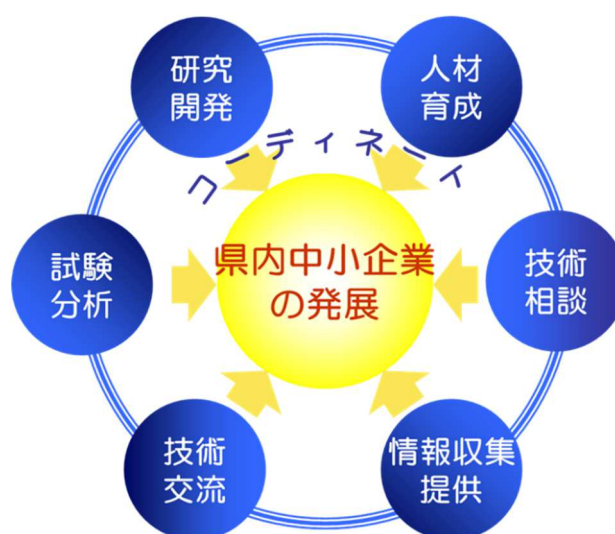 研究
開発
人材
育成
コーディネイト
試験
分析
県内中小企業
の発展
技術
相談
技術
交流
情報収集
提供